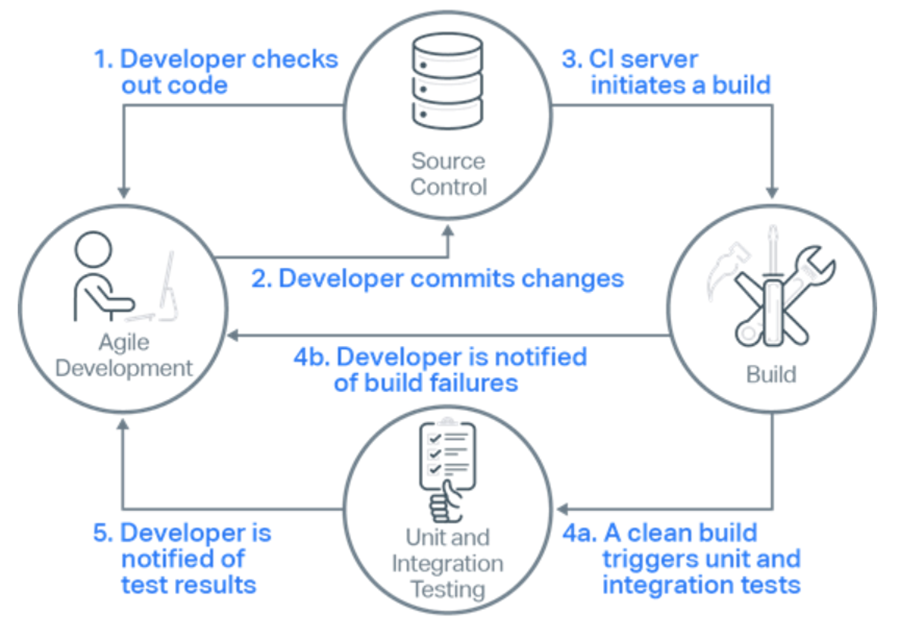 1. Developer checks
out code
3. CI server
initiates a build
Source
Control
2. Developer commits changes
Agile
Development
4b. Developer is notified
of build failures
Build
5. Developer is
notified of
test results
Unit and
Integration
Testing
4a. A clean build
triggers unit and
integration tests